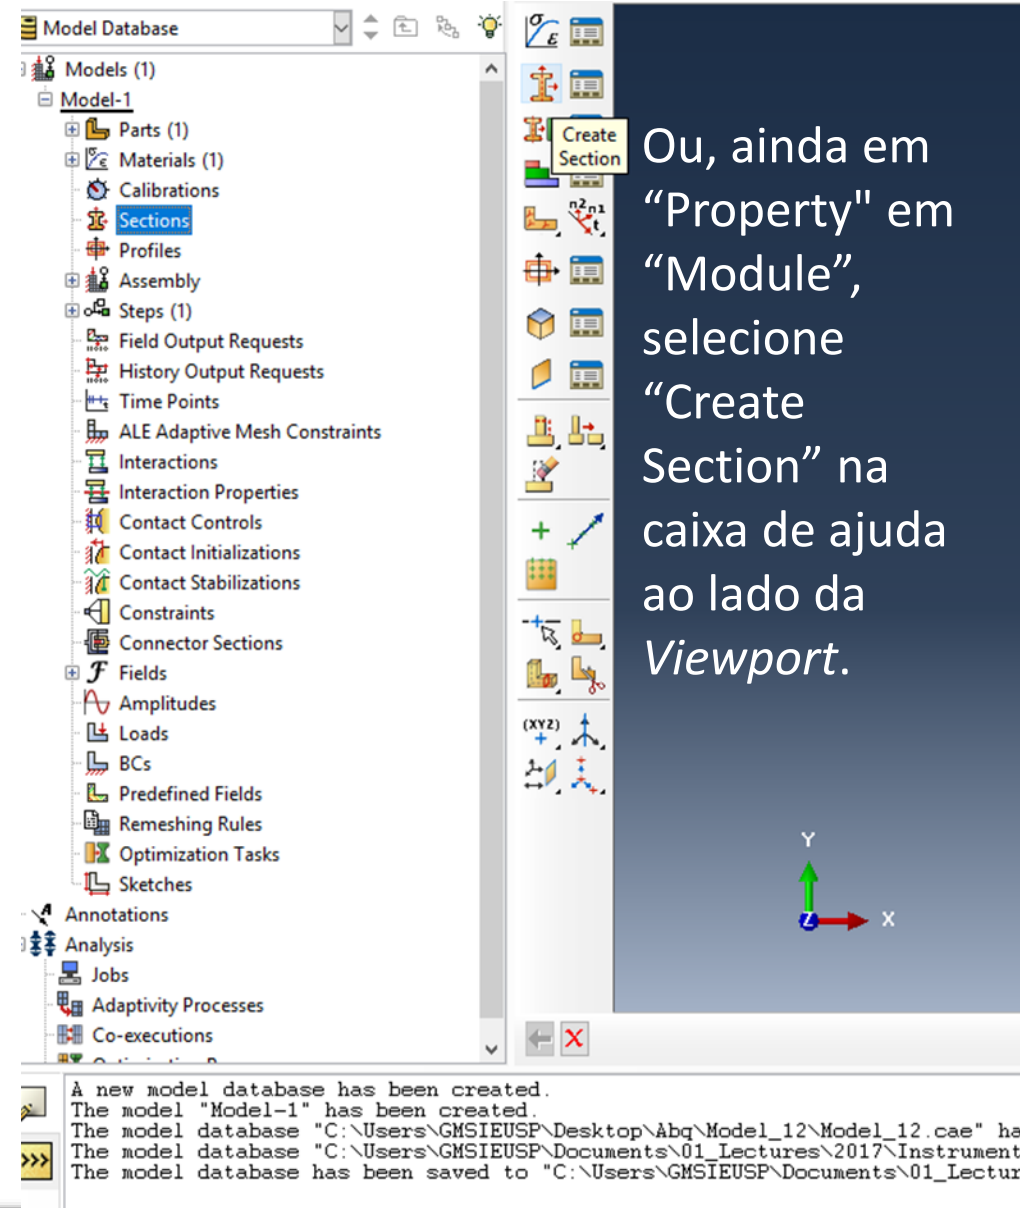 Model Database
Models (1)
Model-1
Parts (1)
Materials (1)
Calibrations
Sections
Profiles
Assembly
Steps (1)
Field Output Requests
History Output Requests
Time Points
ALE Adaptive Mesh Constraints
Interactions
Interaction Properties
Contact Controls
Contact Initializations
Contact Stabilizations
Constraints
Connector Sections
Fields
Amplitudes
Loads
BCs
Predefined Fields
Remeshing Rules
Optimization Tasks
Sketches
Annotations
Analysis
Jobs
Adaptivity Processes
Co-executions
Create
Section
n2 n1
t
(XYZ)
Ou, ainda em
“Property" em
“Module”,
selecione
“Create
Section” na
caixa de ajuda
ao lado da
Viewport.
Y
Z X
A new model database has been created.
The model "Model-1" has been created.
The model database "C:\Users\GMSIEUSP\Desktop\Abq\Model_12\Model_12.cae" ha
The model database "C:\Users\GMSIEUSP\Documents\01_Lectures\2017\Instrument
The model database has been saved to "C:\Users\GMSIEUSP\Documents\01_Lectur